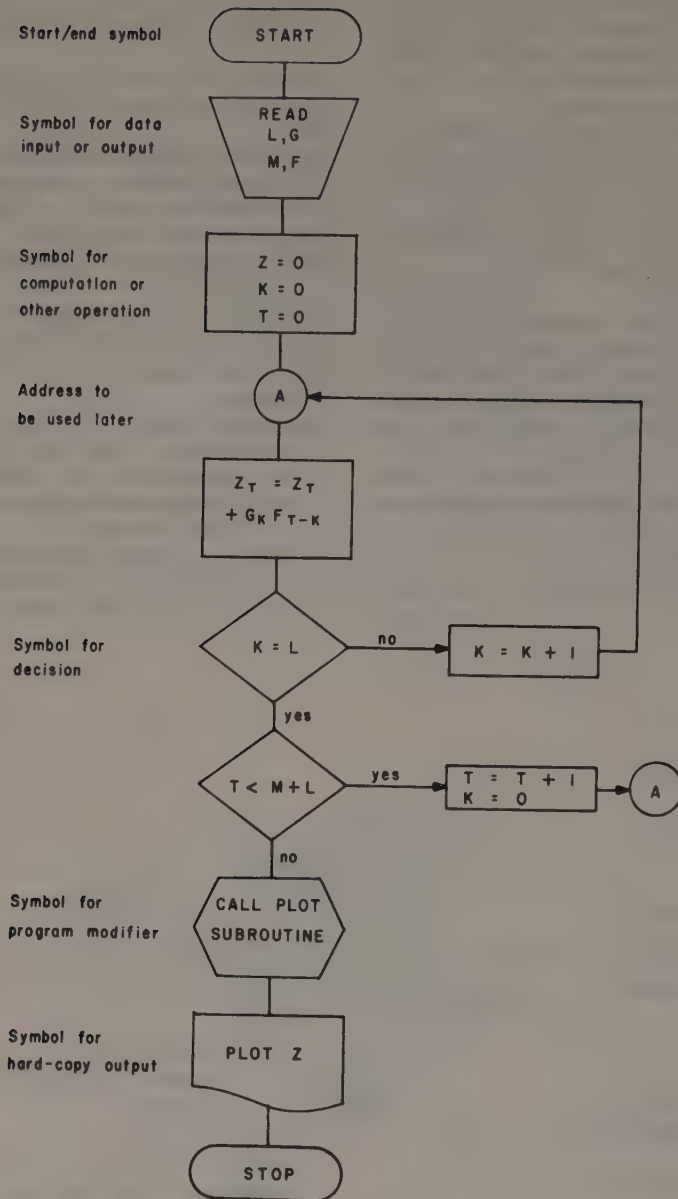 Start/end symbol
START
Symbol for data
input or output
READ
L,G
M,F
Symbol for
computation or
other operation
Z = 0
K = 0
T = 0
Address to
be used later
A
Z_T = Z_T
+ G_K F_T-K
Symbol for
decision
K = L
no
K = K + 1
yes
T < M + L
yes
T = T + 1
K = 0
A
no
Symbol for
program modifier
CALL PLOT
SUBROUTINE
Symbol for
hard-copy output
PLOT Z
STOP